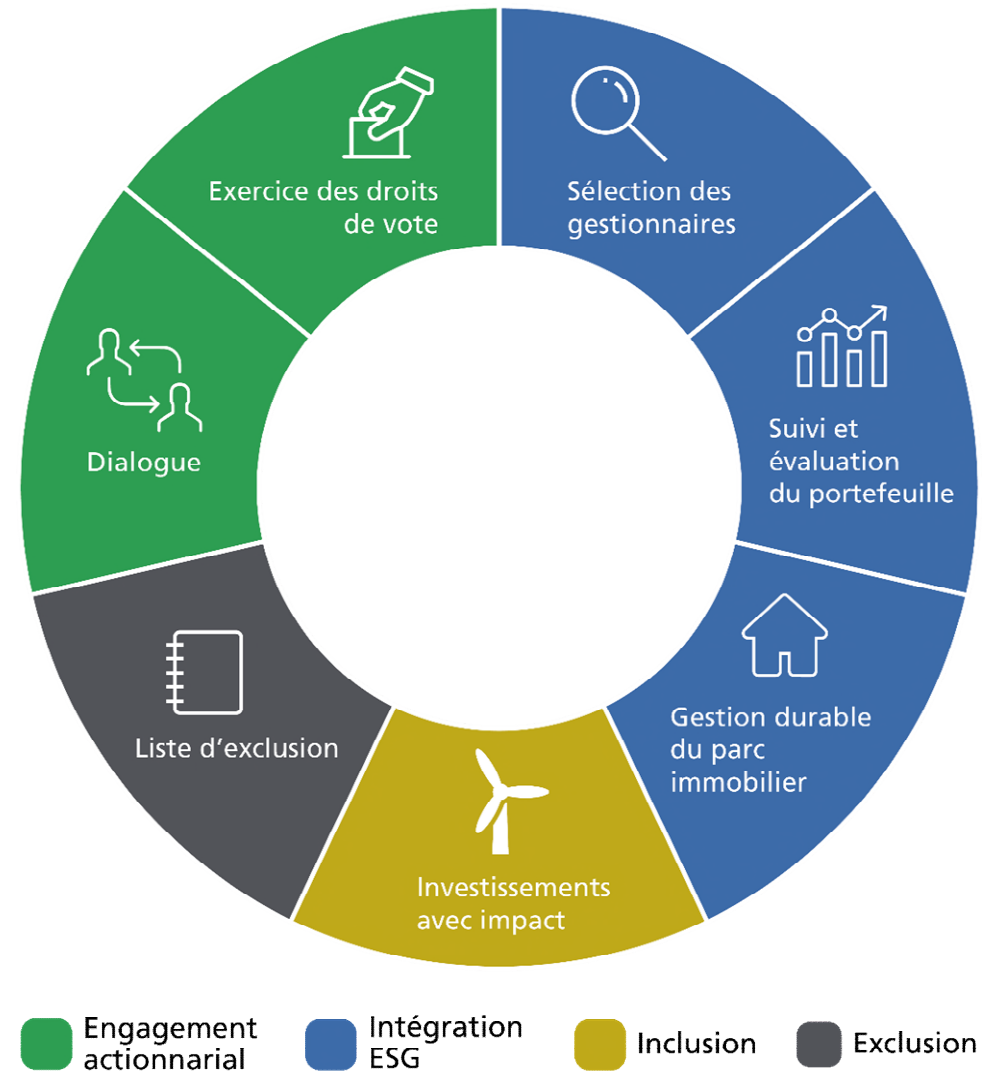 Exercice des droits
de vote
Sélection des
gestionnaires
Suivi et
évaluation
du portefeuille
Gestion durable
du parc
immobilier
Investissements
avec impact
Liste d’exclusion
Dialogue
Engagement
actionnarial
Intégration
ESG
Inclusion
Exclusion